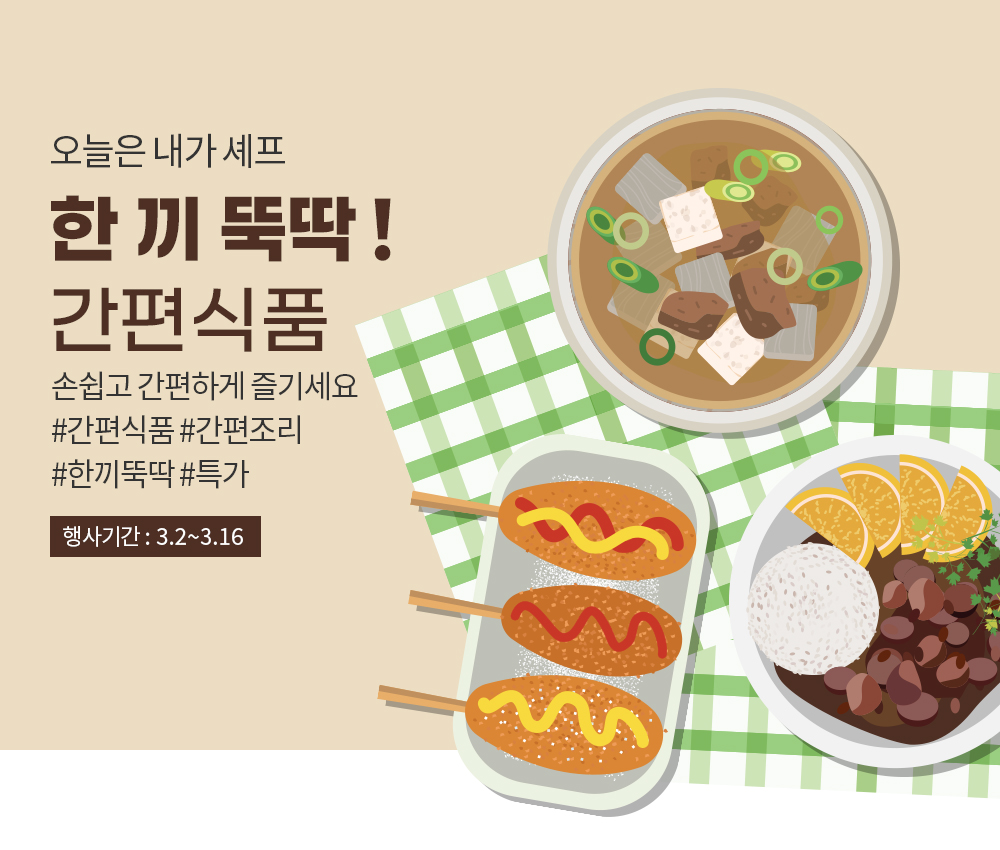 오늘은 내가 셰프
한 끼 뚝딱!
간편식품
손쉽고 간편하게 즐기세요
#간편식품 #간편조리
#한끼뚝딱 #특가
행사기간 : 3.2~3.16